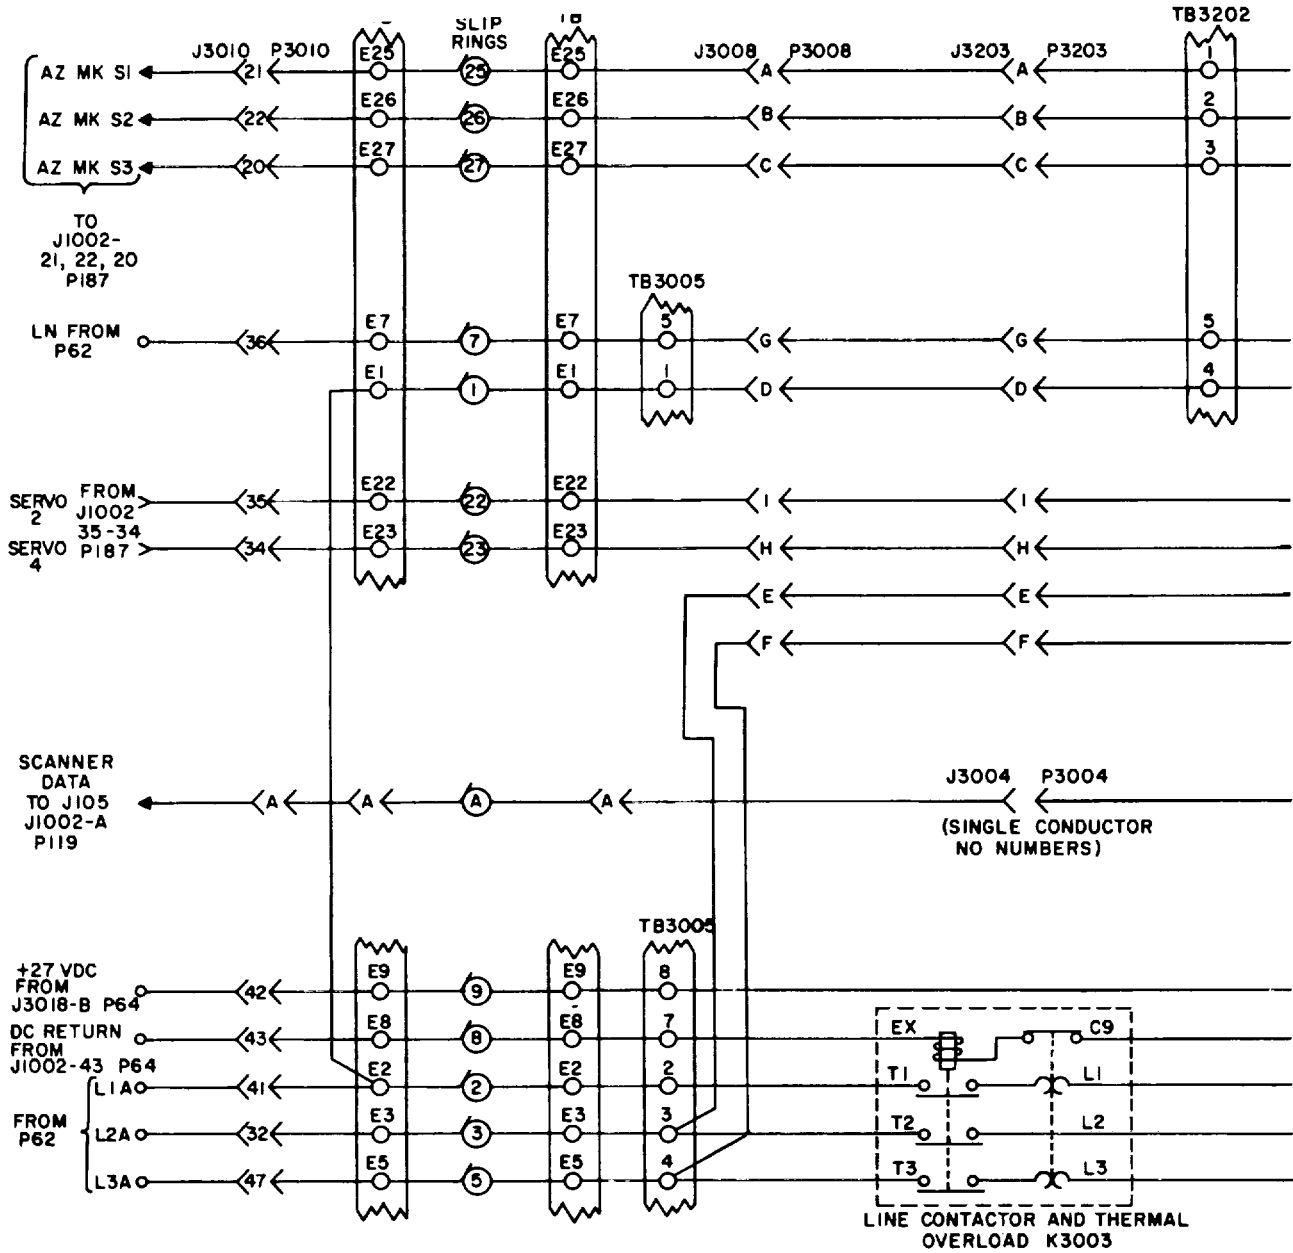 SLIP
RINGS
TB
TB3202
J3010 P3010
J3008 P3008
J3203 P3203
AZ MK S1 21 E25 25 E25 A A 1
AZ MK S2 22 E26 26 E26 B B 2
AZ MK S3 20 E27 27 E27 C C 3
TO
J1002-
21, 22, 20
P187
TB3005
LN FROM
P62
36 E7 7 E7 5 G G 5
E1 1 E1 1 D D 4
SERVO
2
FROM
J1002
35-34
P187
SERVO
4
35 E22 22 E22 I I
34 E23 23 E23 H H
E E
F F
SCANNER
DATA
TO J105
J1002-A
P119
A A A A
J3004 P3004
(SINGLE CONDUCTOR
NO NUMBERS)
TB3005
+27 VDC
FROM
J3018-B P64
42 E9 9 E9 8
DC RETURN
FROM
J1002-43 P64
43 E8 8 E8 7 EX C9
FROM
P62
L1A 41 E2 2 E2 2 T1 L1
L2A 32 E3 3 E3 3 T2 L2
L3A 47 E5 5 E5 4 T3 L3
LINE CONTACTOR AND THERMAL
OVERLOAD K3003